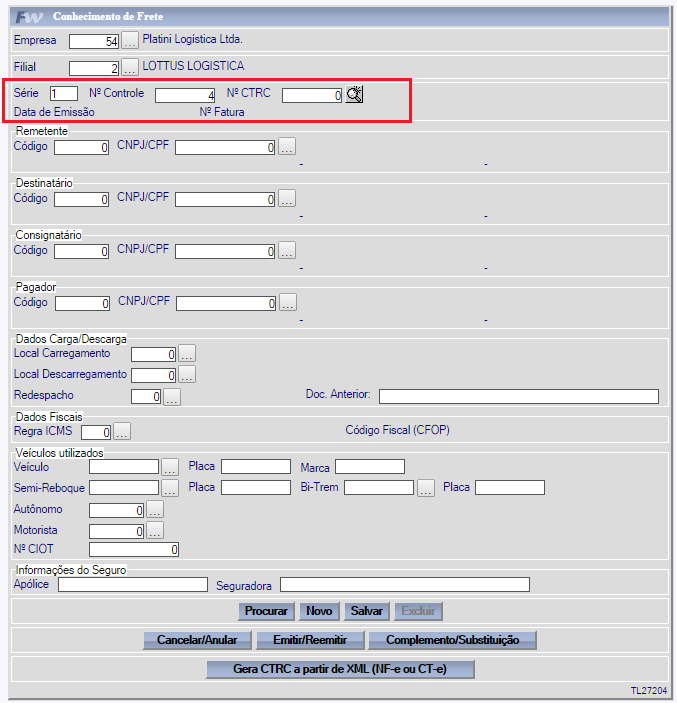 FW Conhecimento de Frete
Empresa 54 ... Platini Logística Ltda.
Filial 2 ... LOTTUS LOGISTICA
Série 1 Nº Controle 4 Nº CTRC 0
Data de Emissão Nº Fatura
Remetente
Código 0 CNPJ/CPF 0 ...
- -
Destinatário
Código 0 CNPJ/CPF 0 ...
- -
Consignatário
Código 0 CNPJ/CPF 0 ...
- -
Pagador
Código 0 CNPJ/CPF 0 ...
- -
Dados Carga/Descarga
Local Carregamento 0 ...
Local Descarregamento 0 ...
Redespacho 0 ... Doc. Anterior:
Dados Fiscais
Regra ICMS 0 ... Código Fiscal (CFOP)
Veículos utilizados
Veículo ... Placa Marca
Semi-Reboque ... Placa Bi-Trem ... Placa
Autônomo 0 ...
Motorista 0 ...
Nº CIOT 0
Informações do Seguro
Apólice Seguradora
Procurar Novo Salvar Excluir
Cancelar/Anular Emitir/Reemitir Complemento/Substituição
Gera CTRC a partir de XML (NF-e ou CT-e)
TL27204